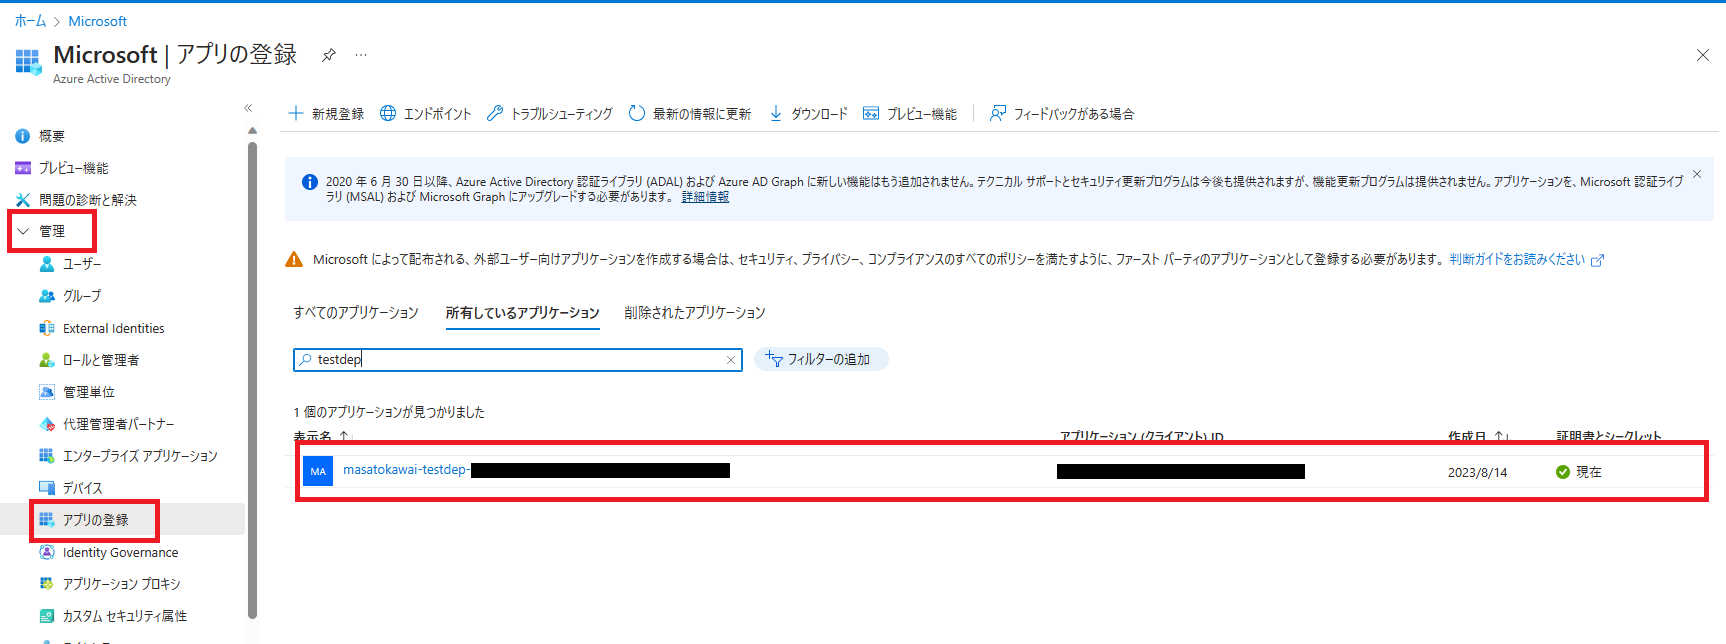 ホーム > Microsoft
Microsoft | アプリの登録
Azure Active Directory
概要
プレビュー機能
問題の診断と解決
管理
ユーザー
グループ
External Identities
ロールと管理者
管理単位
代理管理者パートナー
エンタープライズ アプリケーション
デバイス
アプリの登録
Identity Governance
アプリケーション プロキシ
カスタム セキュリティ属性
新規登録 エンドポイント トラブルシューティング 最新の情報に更新 ダウンロード プレビュー機能 フィードバックがある場合
2020 年 6 月 30 日以降、Azure Active Directory 認証ライブラリ (ADAL) および Azure AD Graph に新しい機能はもう追加されません。テクニカル サポートとセキュリティ更新プログラムは今後も提供されますが、機能更新プログラムは提供されません。アプリケーションを、Microsoft 認証ライブ
ラリ (MSAL) および Microsoft Graph にアップグレードする必要があります。 詳細情報
Microsoft によって配布される、外部ユーザー向けアプリケーションを作成する場合は、セキュリティ、プライバシー、コンプライアンスのすべてのポリシーを満たすように、ファースト パーティのアプリケーションとして登録する必要があります。 判断ガイドをお読みください
すべてのアプリケーション 所有しているアプリケーション 削除されたアプリケーション
testdep フィルターの追加
1 個のアプリケーションが見つかりました
表示名 アプリケーション (クライアント) ID 作成日 証明書とシークレット
MA masatokawai-testdep- 2023/8/14 現在